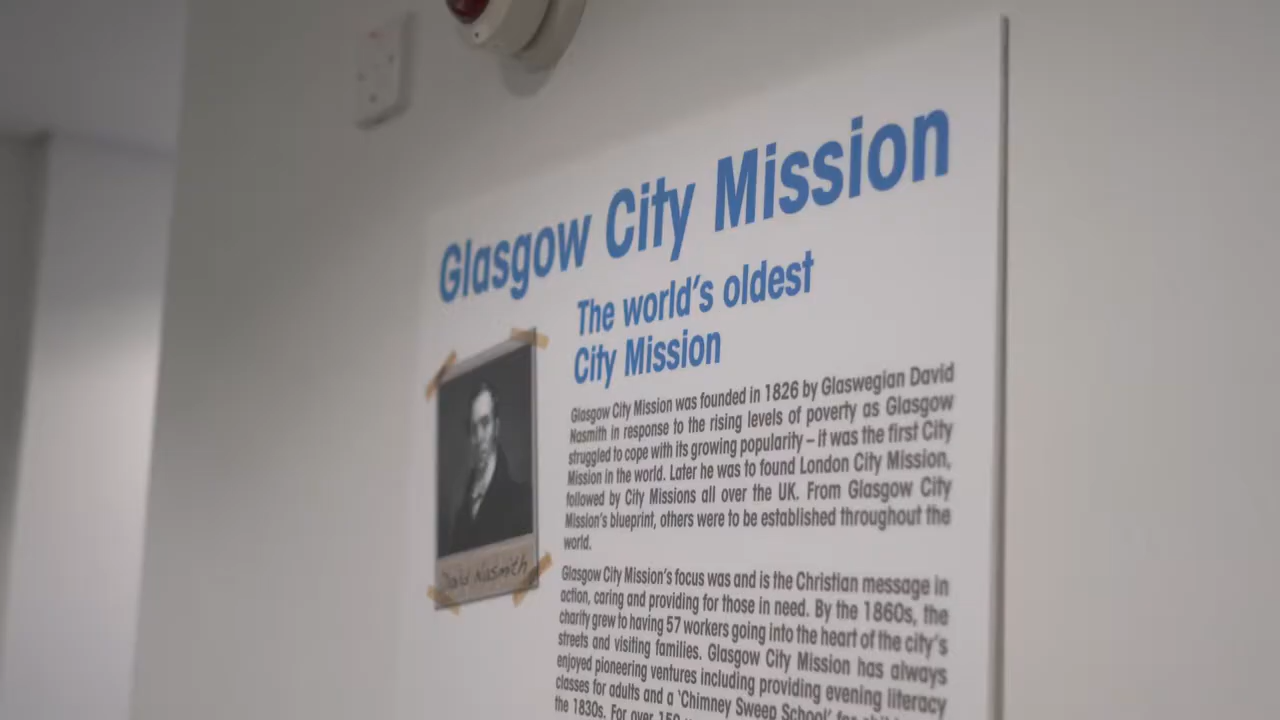 Glasgow City Mission
The world's oldest
City Mission
Glasgow City Mission was founded in 1826 by Glaswegian David
Nasmith in response to the rising levels of poverty as Glasgow
struggled to cope with its growing popularity – it was the first City
Mission in the world. Later he was to found London City Mission,
followed by City Missions all over the UK. From Glasgow City
Mission's blueprint, others were to be established throughout the
world.
David Nasmith
Glasgow City Mission's focus was and is the Christian message in
action, caring and providing for those in need. By the 1860s, the
charity grew to having 57 workers going into the heart of the city's
streets and visiting families. Glasgow City Mission has always
enjoyed pioneering ventures including providing evening literacy
classes for adults and a 'Chimney Sweep School' for
the 1830s. For over 150